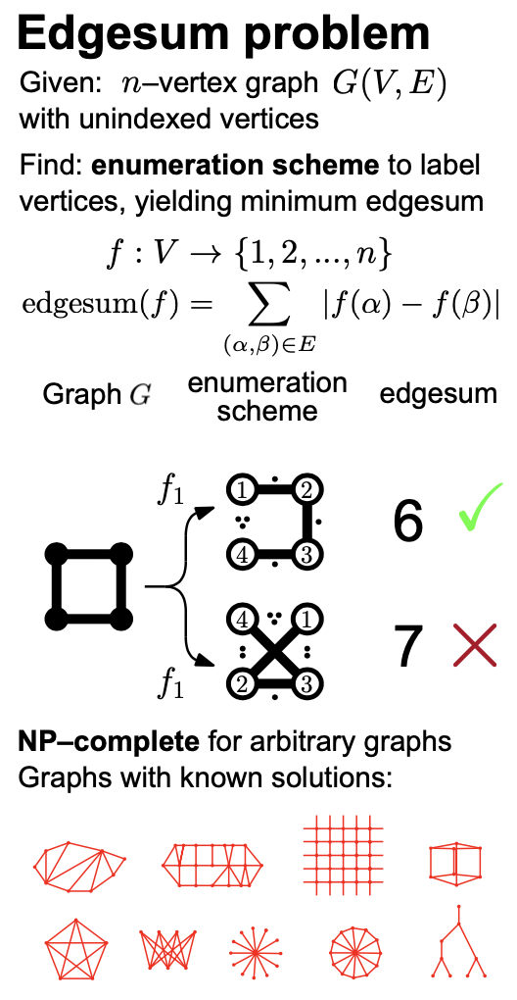 Edgesum problem
Given: n–vertex graph G(V, E)
with unindexed vertices
Find: enumeration scheme to label
vertices, yielding minimum edgesum
f : V → {1, 2, ..., n}
edgesum(f) = ∑ |f(α) − f(β)|
(α,β)∈E
Graph G enumeration scheme edgesum
f₁ 1 2 6 ✓
4 3
4 1 7 ×
f₁ 2 3
NP–complete for arbitrary graphs
Graphs with known solutions: